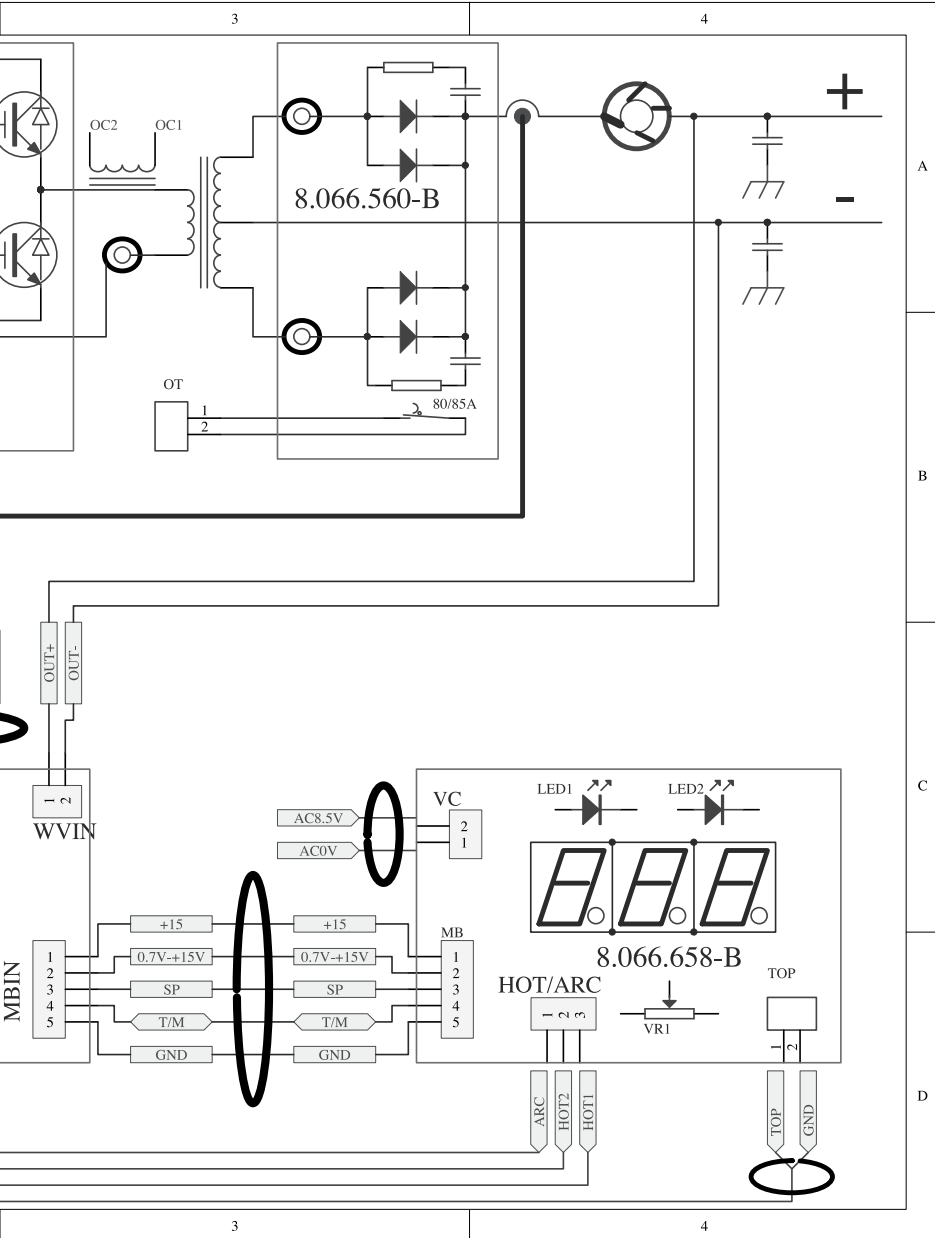 3
4
OC2
OC1
+
A
8.066.560-B
-
OT
1
2
80/85A
B
OUT+
OUT-
1
2
WVIN
C
AC8.5V
AC0V
VC
2
1
LED1
LED2
8.066.658-B
+15
0.7V-+15V
SP
T/M
GND
+15
0.7V-+15V
SP
T/M
GND
MBIN
1
2
3
4
5
MB
1
2
3
4
5
HOT/ARC
1
2
3
VR1
TOP
1
2
ARC
HOT2
HOT1
TOP
GND
D
3
4